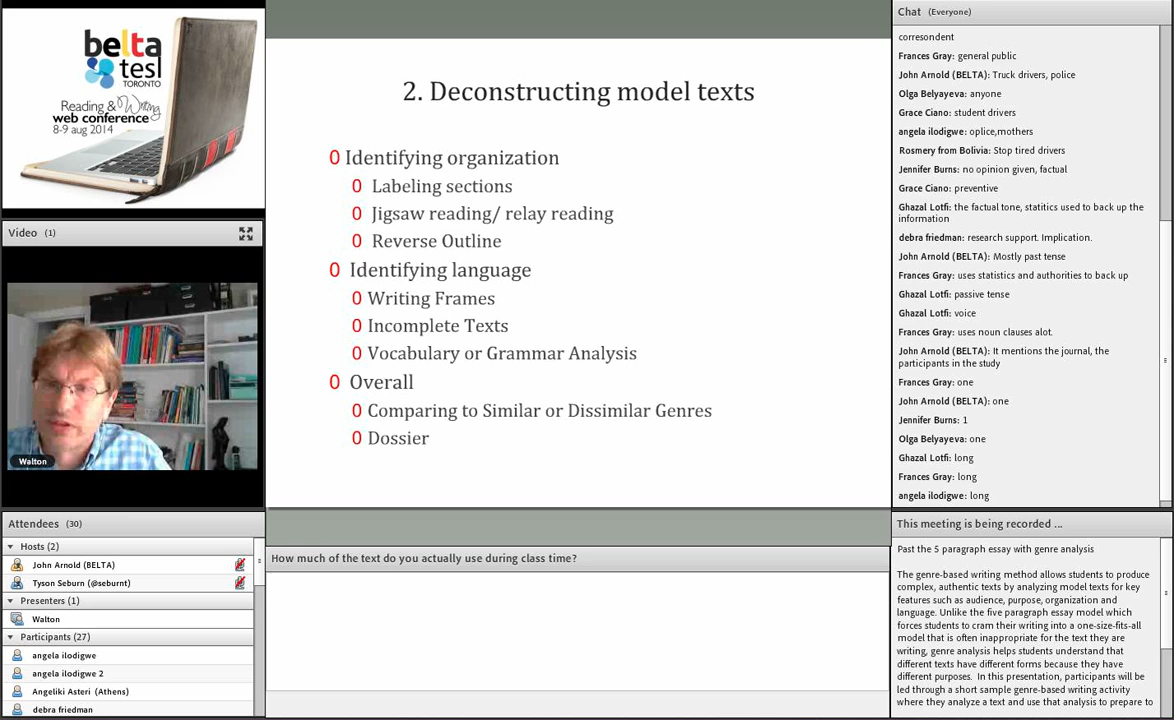 belta
tesl
TORONTO
Reading & Writing
web conference
8-9 aug 2014
Video (1)
Walton
Attendees (30)
Hosts (2)
John Arnold (BELTA)
Tyson Seburn (@seburnt)
Presenters (1)
Walton
Participants (27)
angela ilodigwe
angela ilodigwe 2
Angeliki Asteri (Athens)
debra friedman
2. Deconstructing model texts
0 Identifying organization
0 Labeling sections
0 Jigsaw reading/ relay reading
0 Reverse Outline
0 Identifying language
0 Writing Frames
0 Incomplete Texts
0 Vocabulary or Grammar Analysis
0 Overall
0 Comparing to Similar or Dissimilar Genres
0 Dossier
How much of the text do you actually use during class time?
Chat (Everyone)
corresondent
Frances Gray: general public
John Arnold (BELTA): Truck drivers, police
Olga Belyayeva: anyone
Grace Ciano: student drivers
angela ilodigwe: oplice,mothers
Rosmery from Bolivia: Stop tired drivers
Jennifer Burns: no opinion given, factual
Grace Ciano: preventive
Ghazal Lotfi: the factual tone, statitics used to back up the
information
debra friedman: research support. Implication.
John Arnold (BELTA): Mostly past tense
Frances Gray: uses statistics and authorities to back up
Ghazal Lotfi: passive tense
Ghazal Lotfi: voice
Frances Gray: uses noun clauses alot.
John Arnold (BELTA): It mentions the journal, the
participants in the study
Frances Gray: one
John Arnold (BELTA): one
Jennifer Burns: 1
Olga Belyayeva: one
Ghazal Lotfi: long
Frances Gray: long
angela ilodigwe: long
This meeting is being recorded ...
Past the 5 paragraph essay with genre analysis
The genre-based writing method allows students to produce
complex, authentic texts by analyzing model texts for key
features such as audience, purpose, organization and
language. Unlike the five paragraph essay model which
forces students to cram their writing into a one-size-fits-all
model that is often inappropriate for the text they are
writing, genre analysis helps students understand that
different texts have different forms because they have
different purposes. In this presentation, participants will be
led through a short sample genre-based writing activity
where they analyze a text and use that analysis to prepare to